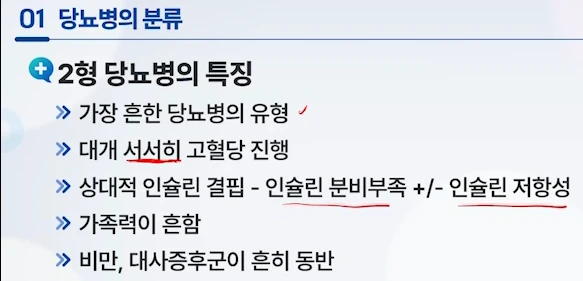 01 당뇨병의 분류
2형 당뇨병의 특징
» 가장 흔한 당뇨병의 유형
» 대개 서서히 고혈당 진행
» 상대적 인슐린 결핍 - 인슐린 분비부족 +/- 인슐린 저항성
» 가족력이 흔함
» 비만, 대사증후군이 흔히 동반